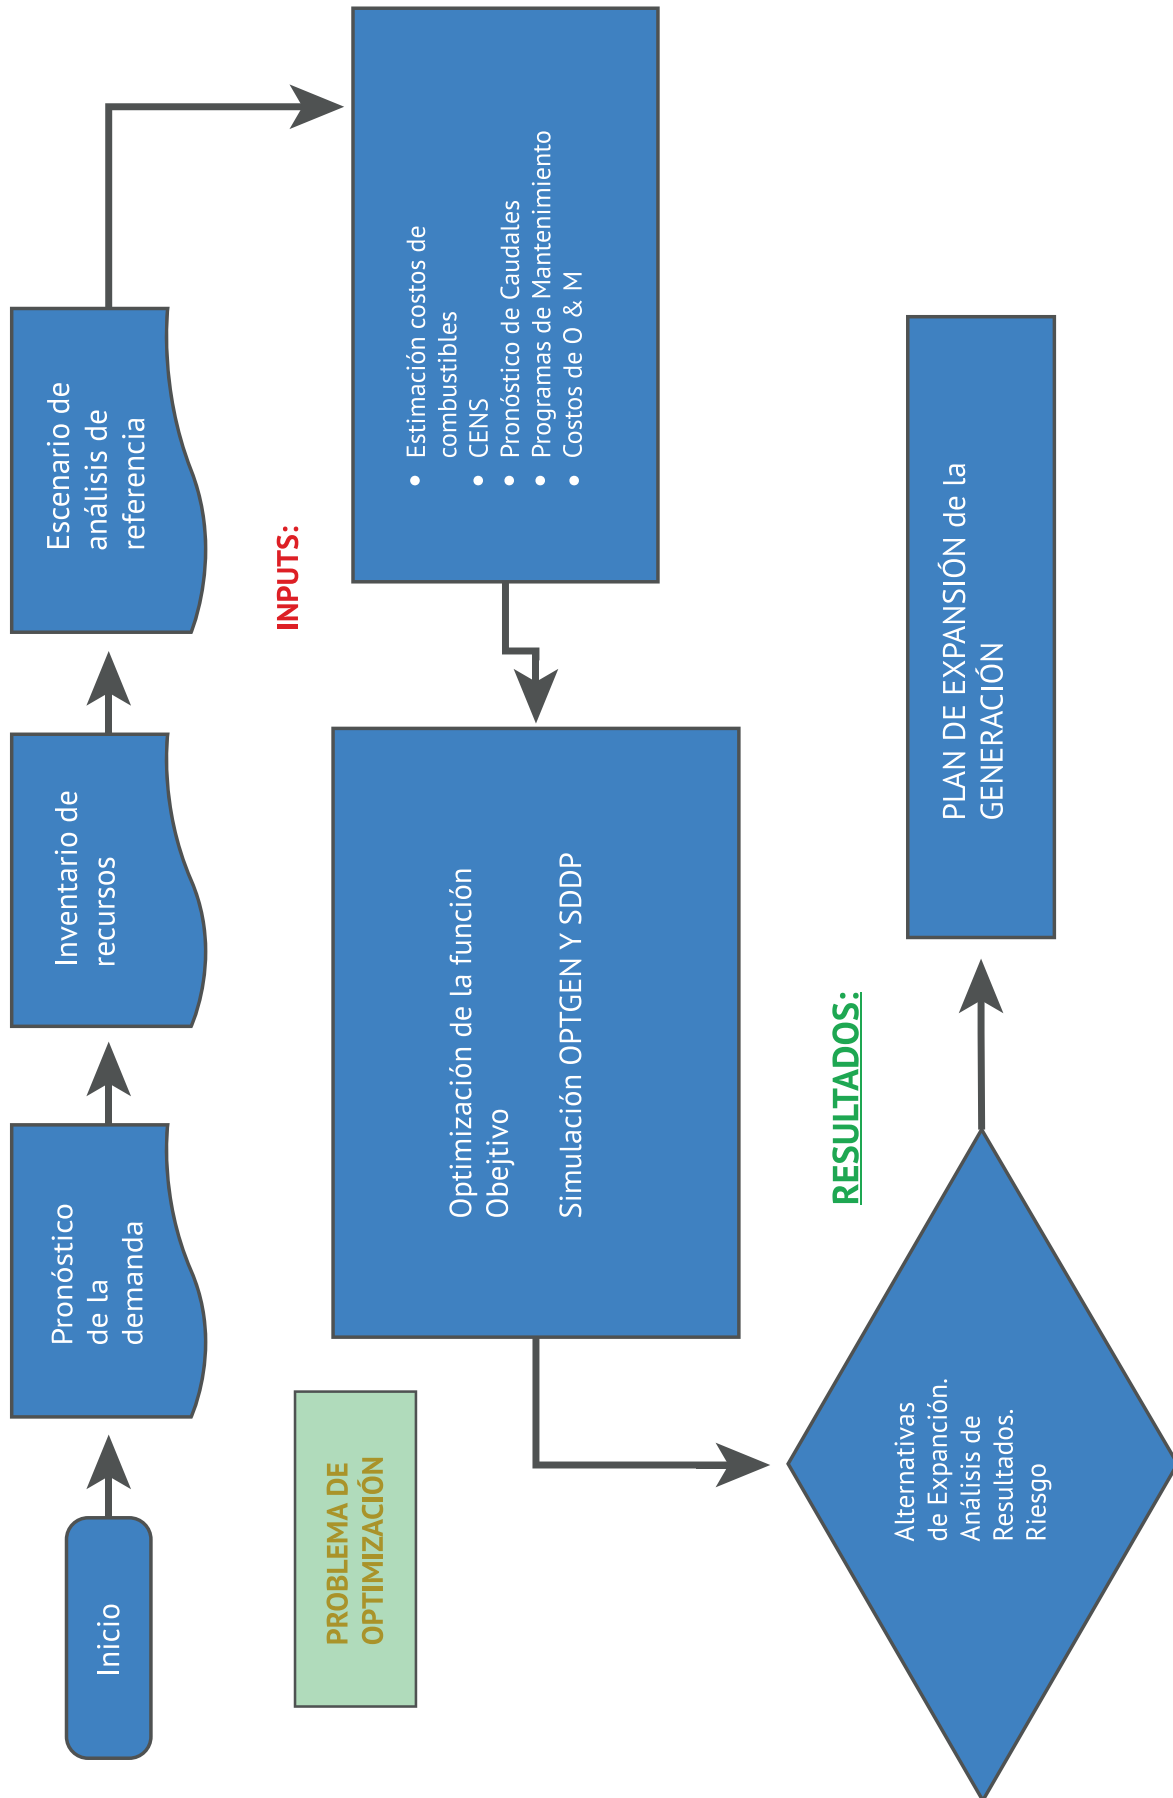 Inicio
Pronóstico
de la
demanda
Inventario de
recursos
Escenario de
análisis de
referencia
INPUTS:
• Estimación costos de
combustibles
• CENS
• Pronóstico de Caudales
• Programas de Mantenimiento
• Costos de O & M
PROBLEMA DE
OPTIMIZACIÓN
Optimización de la función
Obejtivo
Simulación OPTGEN Y SDDP
RESULTADOS:
Alternativas
de Expanción.
Análisis de
Resultados.
Riesgo
PLAN DE EXPANSIÓN de la
GENERACIÓN